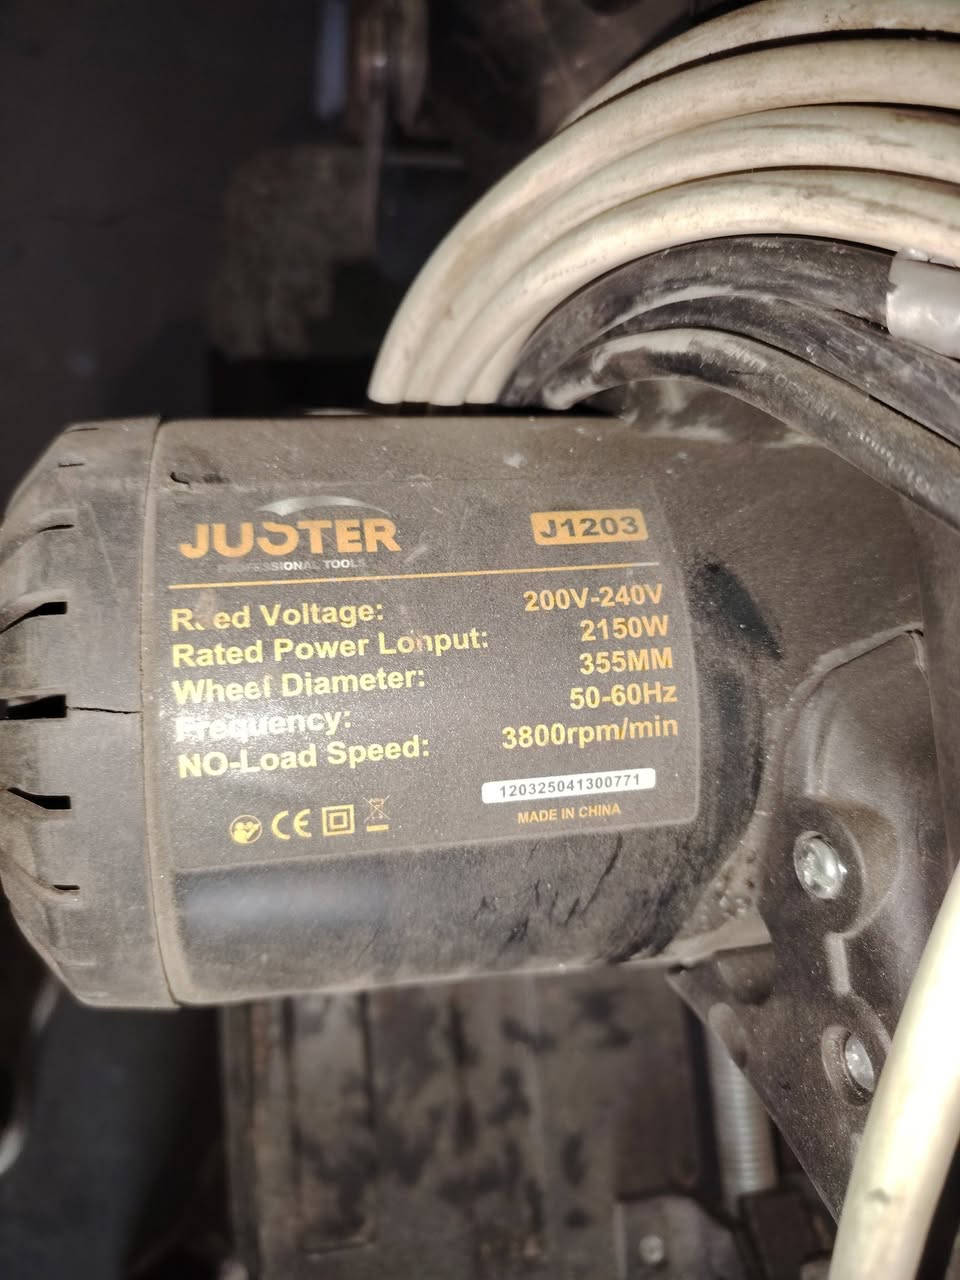 JUSTER
PROFESSIONAL TOOLS
J1203
Voltage: 200V-240V
Rated Power Lonput: 2150W
Wheel Diameter: 355MM
Frequency: 50-60Hz
NO-Load Speed: 3800rpm/min
120325041300771
CE
MADE IN CHINA